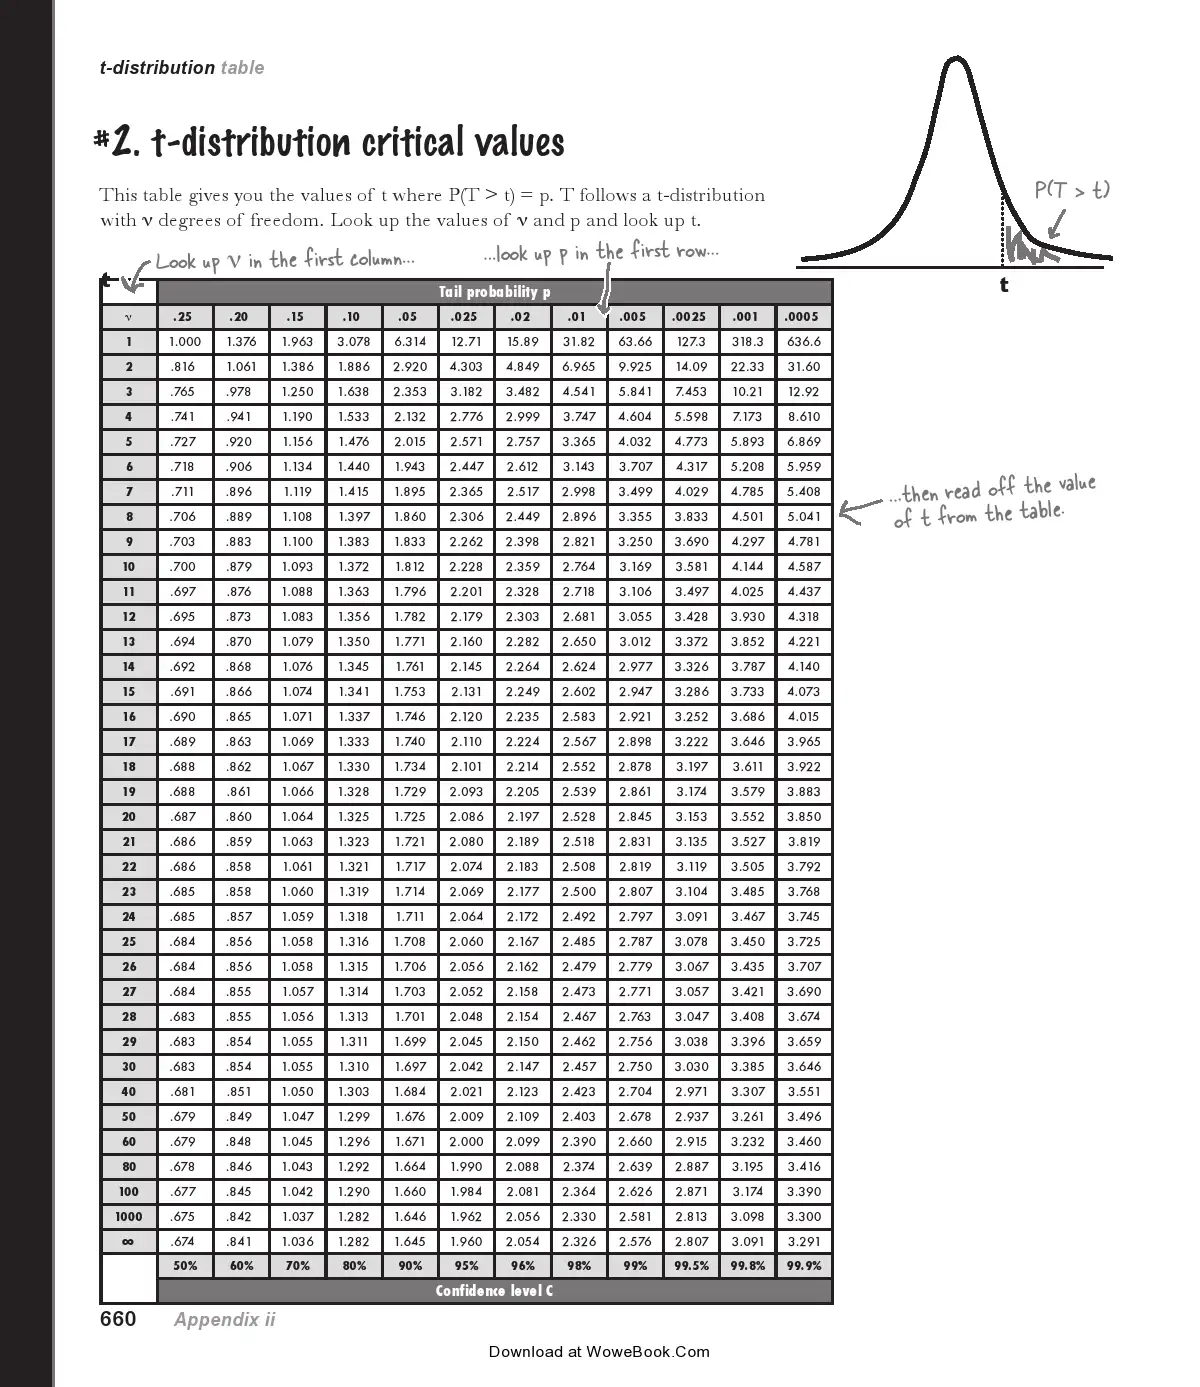 t-distribution table
#2. t-distribution critical values
This table gives you the values of t where P(T > t) = p. T follows a t-distribution
with ν degrees of freedom. Look up the values of ν and p and look up t.
P(T > t)
t
Look up ν in the first column...
...look up p in the first row...
t
Tail probability p
ν .25 .20 .15 .10 .05 .025 .02 .01 .005 .0025 .001 .0005
1 1.000 1.376 1.963 3.078 6.314 12.71 15.89 31.82 63.66 127.3 318.3 636.6
2 .816 1.061 1.386 1.886 2.920 4.303 4.849 6.965 9.925 14.09 22.33 31.60
3 .765 .978 1.250 1.638 2.353 3.182 3.482 4.541 5.841 7.453 10.21 12.92
4 .741 .941 1.190 1.533 2.132 2.776 2.999 3.747 4.604 5.598 7.173 8.610
5 .727 .920 1.156 1.476 2.015 2.571 2.757 3.365 4.032 4.773 5.893 6.869
6 .718 .906 1.134 1.440 1.943 2.447 2.612 3.143 3.707 4.317 5.208 5.959
7 .711 .896 1.119 1.415 1.895 2.365 2.517 2.998 3.499 4.029 4.785 5.408
8 .706 .889 1.108 1.397 1.860 2.306 2.449 2.896 3.355 3.833 4.501 5.041
...then read off the value
of t from the table.
9 .703 .883 1.100 1.383 1.833 2.262 2.398 2.821 3.250 3.690 4.297 4.781
10 .700 .879 1.093 1.372 1.812 2.228 2.359 2.764 3.169 3.581 4.144 4.587
11 .697 .876 1.088 1.363 1.796 2.201 2.328 2.718 3.106 3.497 4.025 4.437
12 .695 .873 1.083 1.356 1.782 2.179 2.303 2.681 3.055 3.428 3.930 4.318
13 .694 .870 1.079 1.350 1.771 2.160 2.282 2.650 3.012 3.372 3.852 4.221
14 .692 .868 1.076 1.345 1.761 2.145 2.264 2.624 2.977 3.326 3.787 4.140
15 .691 .866 1.074 1.341 1.753 2.131 2.249 2.602 2.947 3.286 3.733 4.073
16 .690 .865 1.071 1.337 1.746 2.120 2.235 2.583 2.921 3.252 3.686 4.015
17 .689 .863 1.069 1.333 1.740 2.110 2.224 2.567 2.898 3.222 3.646 3.965
18 .688 .862 1.067 1.330 1.734 2.101 2.214 2.552 2.878 3.197 3.611 3.922
19 .688 .861 1.066 1.328 1.729 2.093 2.205 2.539 2.861 3.174 3.579 3.883
20 .687 .860 1.064 1.325 1.725 2.086 2.197 2.528 2.845 3.153 3.552 3.850
21 .686 .859 1.063 1.323 1.721 2.080 2.189 2.518 2.831 3.135 3.527 3.819
22 .686 .858 1.061 1.321 1.717 2.074 2.183 2.508 2.819 3.119 3.505 3.792
23 .685 .858 1.060 1.319 1.714 2.069 2.177 2.500 2.807 3.104 3.485 3.768
24 .685 .857 1.059 1.318 1.711 2.064 2.172 2.492 2.797 3.091 3.467 3.745
25 .684 .856 1.058 1.316 1.708 2.060 2.167 2.485 2.787 3.078 3.450 3.725
26 .684 .856 1.058 1.315 1.706 2.056 2.162 2.479 2.779 3.067 3.435 3.707
27 .684 .855 1.057 1.314 1.703 2.052 2.158 2.473 2.771 3.057 3.421 3.690
28 .683 .855 1.056 1.313 1.701 2.048 2.154 2.467 2.763 3.047 3.408 3.674
29 .683 .854 1.055 1.311 1.699 2.045 2.150 2.462 2.756 3.038 3.396 3.659
30 .683 .854 1.055 1.310 1.697 2.042 2.147 2.457 2.750 3.030 3.385 3.646
40 .681 .851 1.050 1.303 1.684 2.021 2.123 2.423 2.704 2.971 3.307 3.551
50 .679 .849 1.047 1.299 1.676 2.009 2.109 2.403 2.678 2.937 3.261 3.496
60 .679 .848 1.045 1.296 1.671 2.000 2.099 2.390 2.660 2.915 3.232 3.460
80 .678 .846 1.043 1.292 1.664 1.990 2.088 2.374 2.639 2.887 3.195 3.416
100 .677 .845 1.042 1.290 1.660 1.984 2.081 2.364 2.626 2.871 3.174 3.390
1000 .675 .842 1.037 1.282 1.646 1.962 2.056 2.330 2.581 2.813 3.098 3.300
∞ .674 .841 1.036 1.282 1.645 1.960 2.054 2.326 2.576 2.807 3.091 3.291
50% 60% 70% 80% 90% 95% 96% 98% 99% 99.5% 99.8% 99.9%
Confidence level C
660 Appendix ii
Download at WoweBook.Com